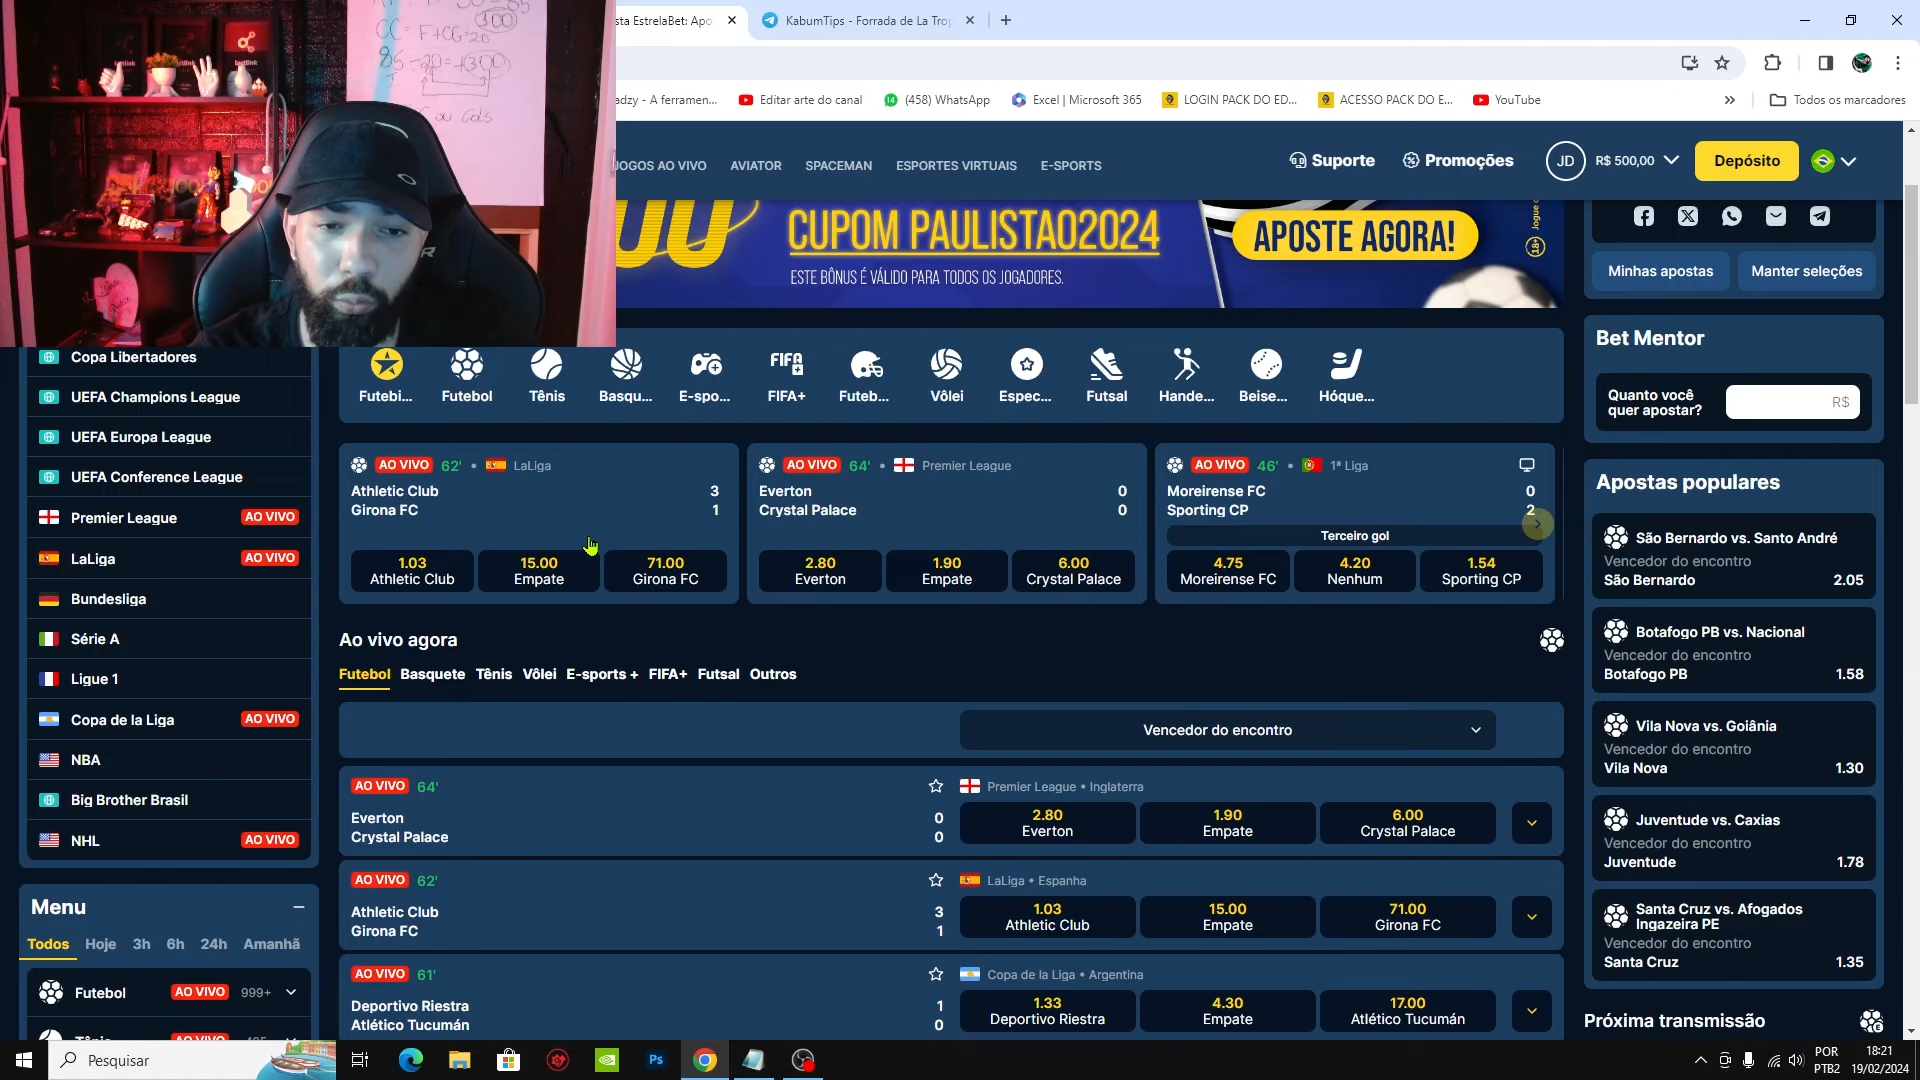 100
CC = F+CG=20
ou Gols
sta EstrelaBet: Apo
KabumTips - Forrada de La Tro
adzy - A ferramen...
Editar arte do canal
(458) WhatsApp
Excel | Microsoft 365
LOGIN PACK DO ED...
ACESSO PACK DO E...
YouTube
Todos os marcadores
JOGOS AO VIVO
AVIATOR
SPACEMAN
ESPORTES VIRTUAIS
E-SPORTS
Suporte
Promoções
JD
R$ 500,00
Depósito
CUPOM PAULISTAO2024
ESTE BÔNUS É VÁLIDO PARA TODOS OS JOGADORES.
APOSTE AGORA!
18+
Minhas apostas
Manter seleções
Bet Mentor
Quanto você
quer apostar?
R$
Copa Libertadores
UEFA Champions League
UEFA Europa League
UEFA Conference League
Premier League AO VIVO
LaLiga AO VIVO
Bundesliga
Série A
Ligue 1
Copa de la Liga AO VIVO
NBA
Big Brother Brasil
NHL AO VIVO
Menu
Todos Hoje 3h 6h 24h Amanhã
Futebol AO VIVO 999+
Futebi...
Futebol
Tênis
Basqu...
E-spo...
FIFA+
FIFA+
Futeb...
Vôlei
Espec...
Futsal
Hande...
Beise...
Hóque...
AO VIVO 62' • LaLiga
Athletic Club 3
Girona FC 1
1.03 15.00 71.00
Athletic Club Empate Girona FC
AO VIVO 64' • Premier League
Everton 0
Crystal Palace 0
2.80 1.90 6.00
Everton Empate Crystal Palace
AO VIVO 46' • 1ª Liga
Moreirense FC 0
Sporting CP 2
Terceiro gol
4.75 4.20 1.54
Moreirense FC Nenhum Sporting CP
Ao vivo agora
Futebol Basquete Tênis Vôlei E-sports + FIFA+ Futsal Outros
Vencedor do encontro
AO VIVO 64'
Premier League • Inglaterra
Everton 0
Crystal Palace 0
2.80 1.90 6.00
Everton Empate Crystal Palace
AO VIVO 62'
LaLiga • Espanha
Athletic Club 3
Girona FC 1
1.03 15.00 71.00
Athletic Club Empate Girona FC
AO VIVO 61'
Copa de la Liga • Argentina
Deportivo Riestra 1
Atlético Tucumán 0
1.33 4.30 17.00
Deportivo Riestra Empate Atlético Tucumán
Apostas populares
São Bernardo vs. Santo André
Vencedor do encontro
São Bernardo 2.05
Botafogo PB vs. Nacional
Vencedor do encontro
Botafogo PB 1.58
Vila Nova vs. Goiânia
Vencedor do encontro
Vila Nova 1.30
Juventude vs. Caxias
Vencedor do encontro
Juventude 1.78
Santa Cruz vs. Afogados
Ingazeira PE
Vencedor do encontro
Santa Cruz 1.35
Próxima transmissão
Pesquisar
Ps
POR
PTB2
18:21
19/02/2024